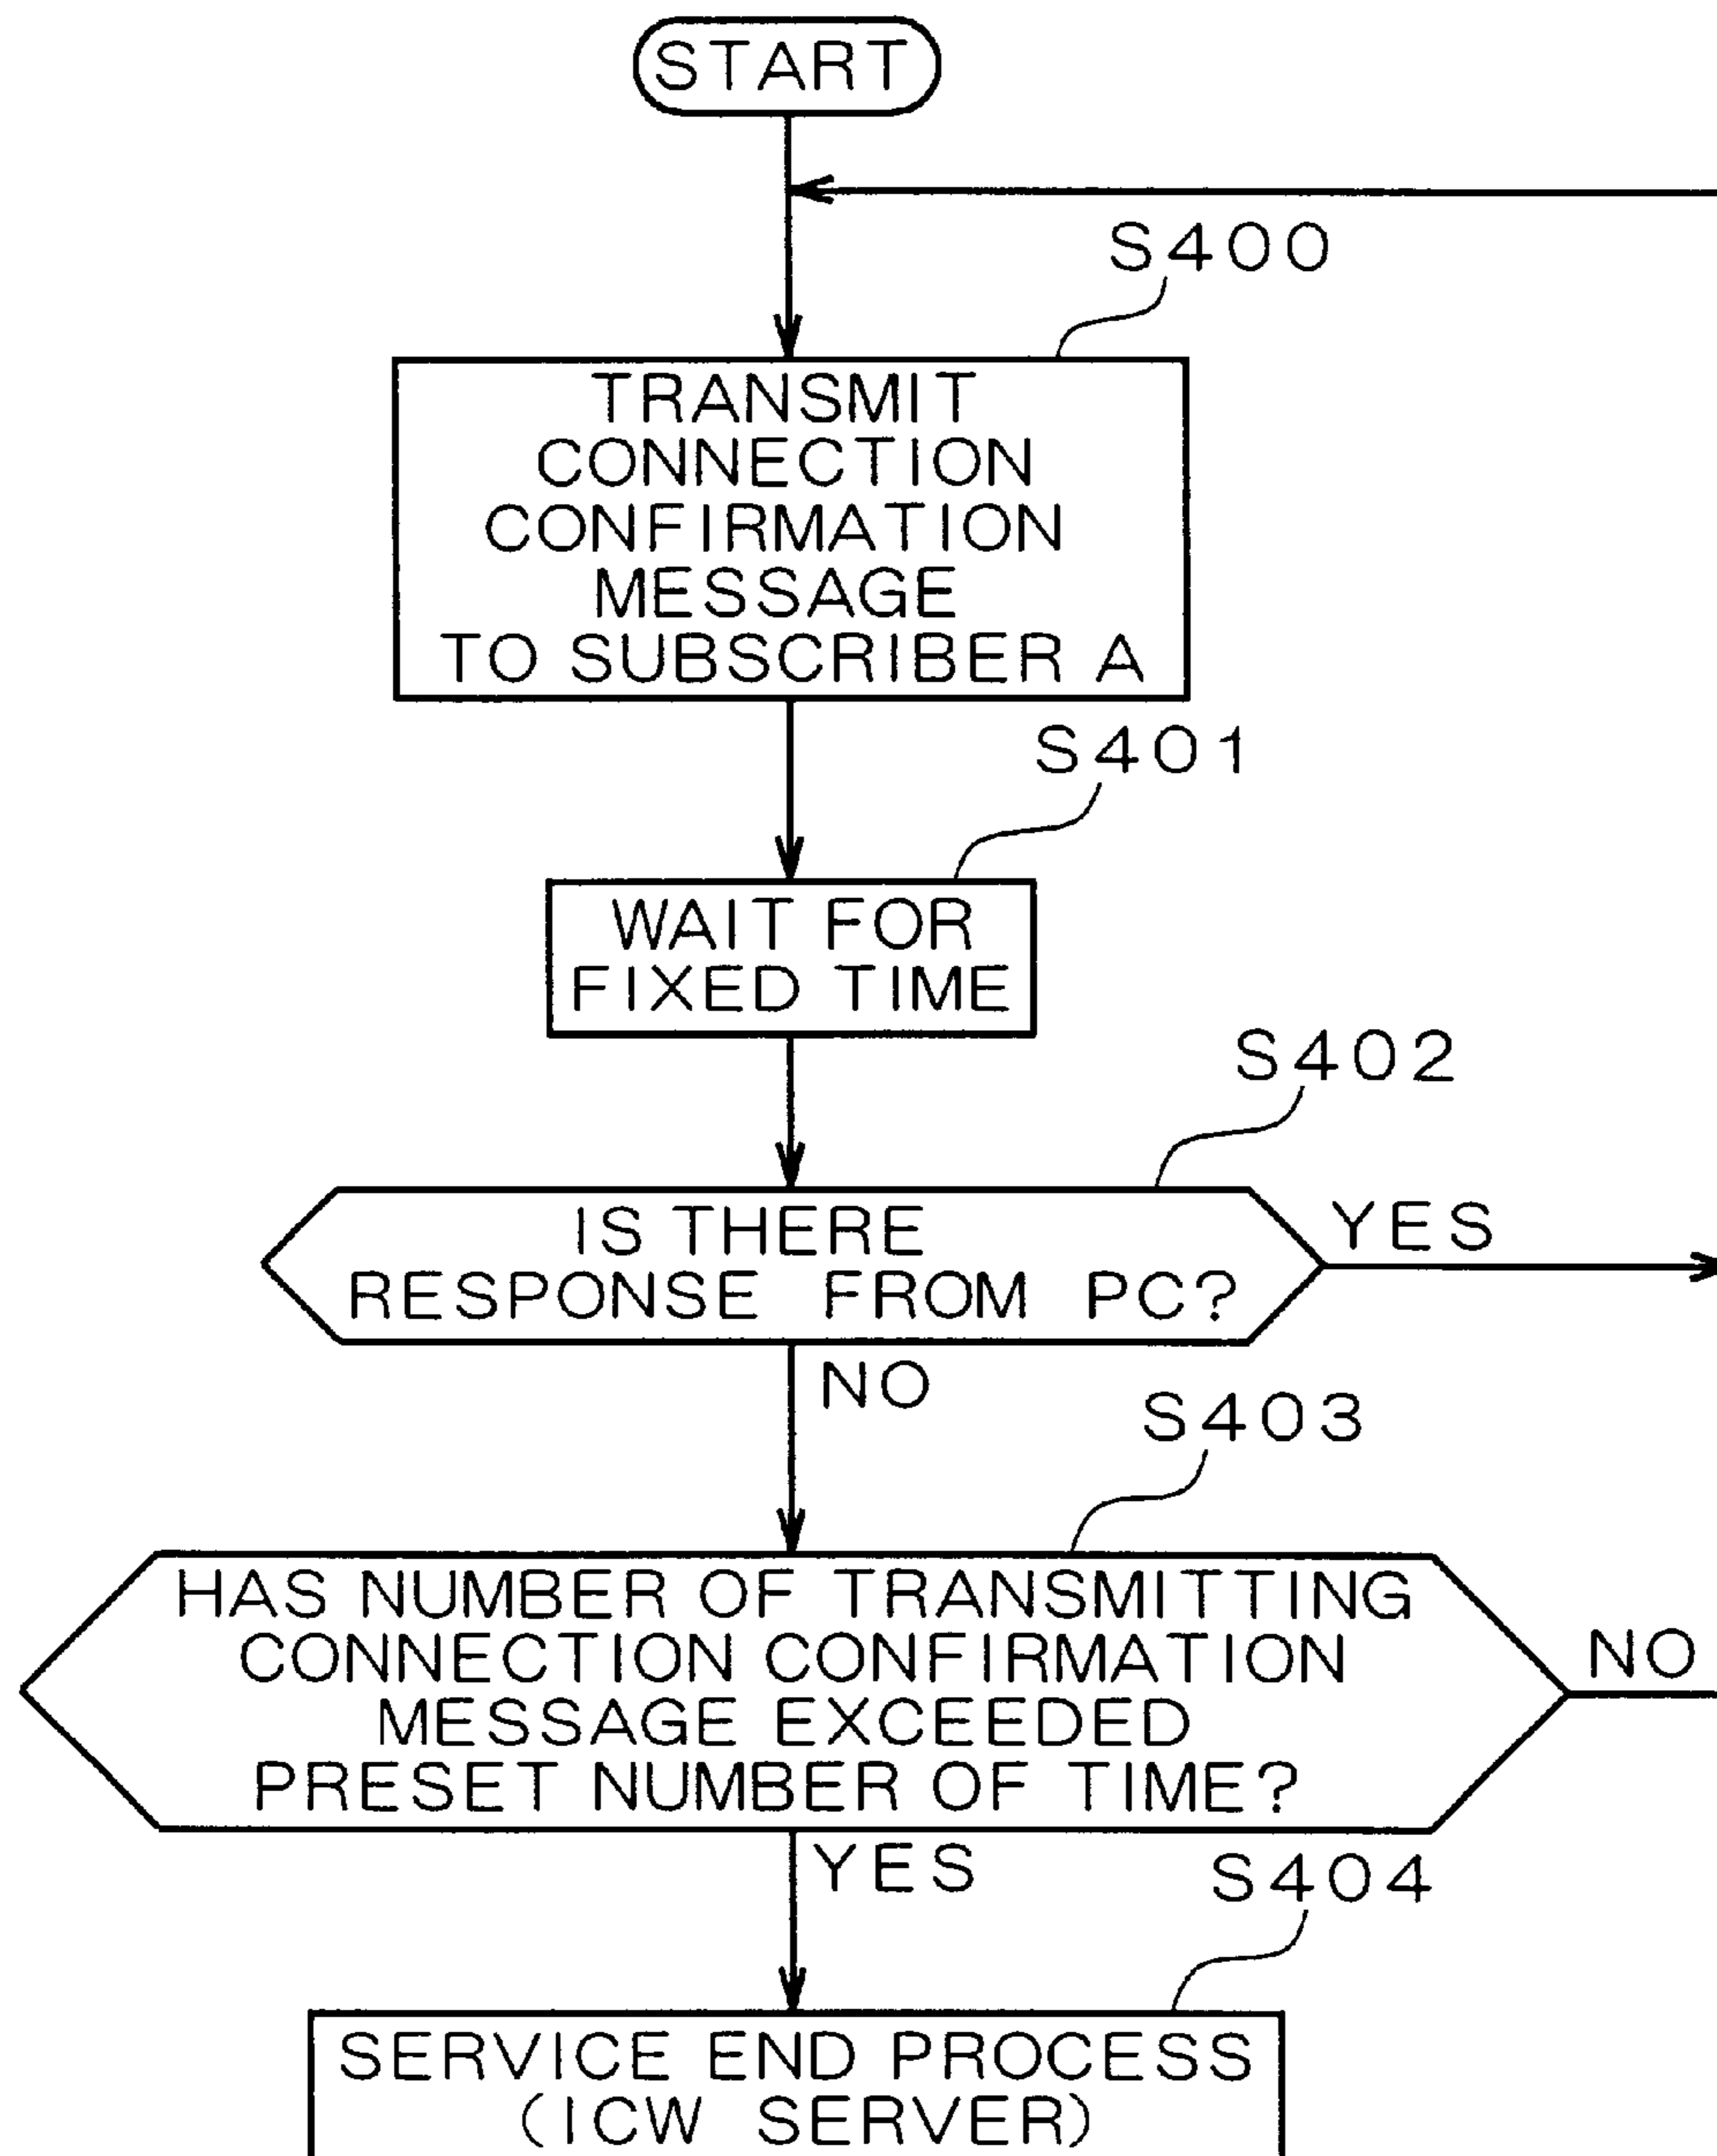 START
S400
TRANSMIT
CONNECTION
CONFIRMATION
MESSAGE
TO SUBSCRIBER A
S401
WAIT FOR
FIXED TIME
S402
IS THERE
RESPONSE FROM PC?
YES
NO
S403
HAS NUMBER OF TRANSMITTING
CONNECTION CONFIRMATION
MESSAGE EXCEEDED
PRESET NUMBER OF TIME?
NO
YES
S404
SERVICE END PROCESS
(ICW SERVER)